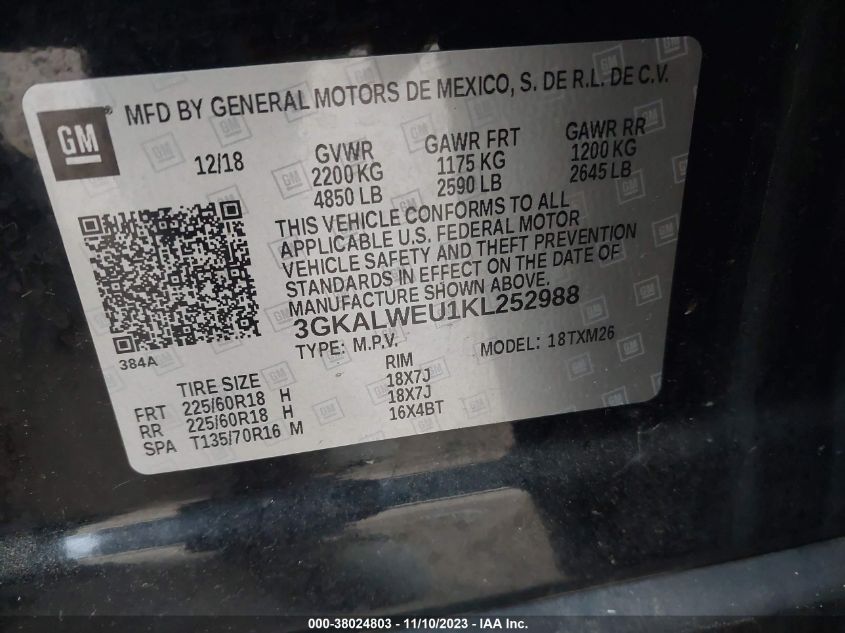 GM ®
MFD BY GENERAL MOTORS DE MEXICO, S. DE R.L. DE C.V.
12/18 GVWR GAWR FRT GAWR RR
2200 KG 1175 KG 1200 KG
4850 LB 2590 LB 2645 LB
THIS VEHICLE CONFORMS TO ALL
APPLICABLE U.S. FEDERAL MOTOR
VEHICLE SAFETY AND THEFT PREVENTION
STANDARDS IN EFFECT ON THE DATE OF
MANUFACTURE SHOWN ABOVE.
3GKALWEU1KL252988
384A
TYPE: M.P.V. MODEL: 18TXM26
TIRE SIZE RIM
FRT 225/60R18 H 18X7J
RR 225/60R18 H 18X7J
SPA T135/70R16 M 16X4BT
000-38024803 - 11/10/2023 - IAA Inc.